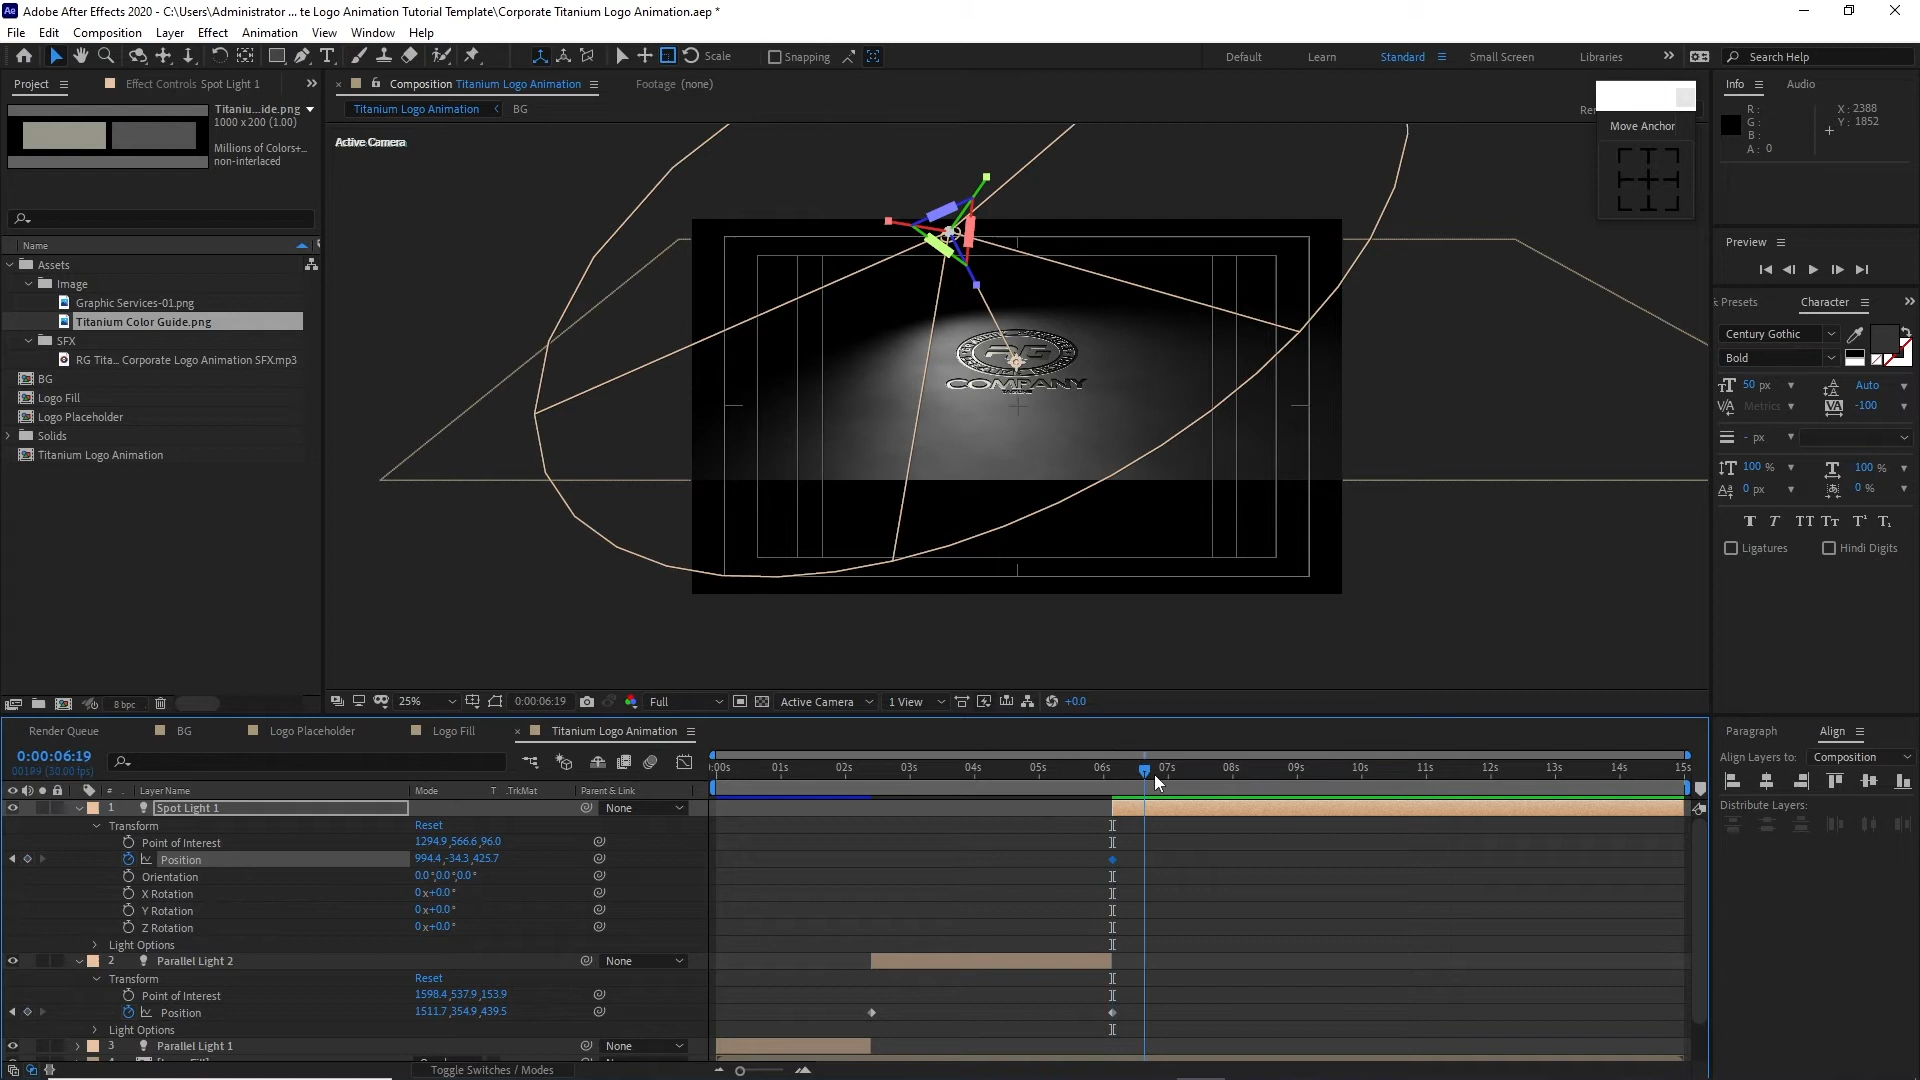 Adobe After Effects 2020 - C:\Users\Administrator ... te Logo Animation Tutorial Template\Corporate Titanium Logo Animation.aep *
File Edit Composition Layer Effect Animation View Window Help
Scale Snapping Default Learn Standard Small Screen Libraries Search Help
Project Effect Controls Spot Light 1 Composition Titanium Logo Animation Footage (none) Info Audio
Titaniu...ide.png
1000 x 200 (1.00)
Millions of Colors+...
non-interlaced
Titanium Logo Animation BG
Active Camera
Move Anchor
R :
G :
B :
A : 0
X : 2388
Y : 1852
Preview
Presets Character
Century Gothic
Bold
50 px Auto
Metrics -100
- px
100 % 100 %
0 px 0 %
T T TT Tt T¹ T₁
Ligatures Hindi Digits
Name
Assets
Image
Graphic Services-01.png
Titanium Color Guide.png
SFX
RG Tita... Corporate Logo Animation SFX.mp3
BG
Logo Fill
Logo Placeholder
Solids
Titanium Logo Animation
RG
COMPANY
8 bpc
25% 0:00:06:19 Full Active Camera 1 View +0.0
Render Queue BG Logo Placeholder Logo Fill Titanium Logo Animation
Paragraph Align
Align Layers to: Composition
Distribute Layers:
0:00:06:19
00199 (30.00 fps)
:00s 01s 02s 03s 04s 05s 06s 07s 08s 09s 10s 11s 12s 13s 14s 15s
# Layer Name Mode T .TrkMat Parent & Link
1 Spot Light 1 None
Transform Reset
Point of Interest 1294.9,566.6,96.0
Position 994.4,-34.3,425.7
Orientation 0.0°,0.0°,0.0°
X Rotation 0x+0.0°
Y Rotation 0x+0.0°
Z Rotation 0x+0.0°
Light Options
2 Parallel Light 2 None
Transform Reset
Point of Interest 1598.4,537.9,153.9
Position 1511.7,354.9,439.5
Light Options
3 Parallel Light 1 None
Toggle Switches / Modes